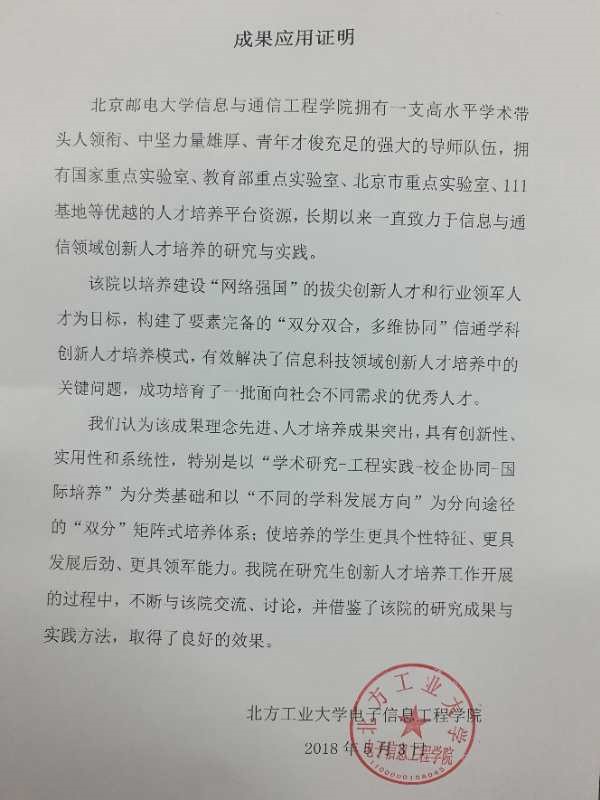 成果应用证明
北京邮电大学信息与通信工程学院拥有一支高水平学术带
头人领衔、中坚力量雄厚、青年才俊充足的强大的导师队伍，拥
有国家重点实验室、教育部重点实验室、北京市重点实验室、111
基地等优越的人才培养平台资源，长期以来一直致力于信息与通
信领域创新人才培养的研究与实践。
该院以培养建设“网络强国”的拔尖创新人才和行业领军人
才为目标，构建了要素完备的“双分双合，多维协同”信通学科
创新人才培养模式，有效解决了信息科技领域创新人才培养中的
关键问题，成功培育了一批面向社会不同需求的优秀人才。
我们认为该成果理念先进、人才培养成果突出，具有创新性、
实用性和系统性，特别是以“学术研究-工程实践-校企协同-国
际培养”为分类基础和以“不同的学科发展方向”为分向途径
的“双分”矩阵式培养体系；使培养的学生更具个性特征、更具
发展后劲、更具领军能力。我院在研究生创新人才培养工作开展
的过程中，不断与该院交流、讨论，并借鉴了该院的研究成果与
实践方法，取得了良好的效果。
北方工业大学电子信息工程学院
2018 年 5 月 3 日
北方工业大学
电子信息工程学院